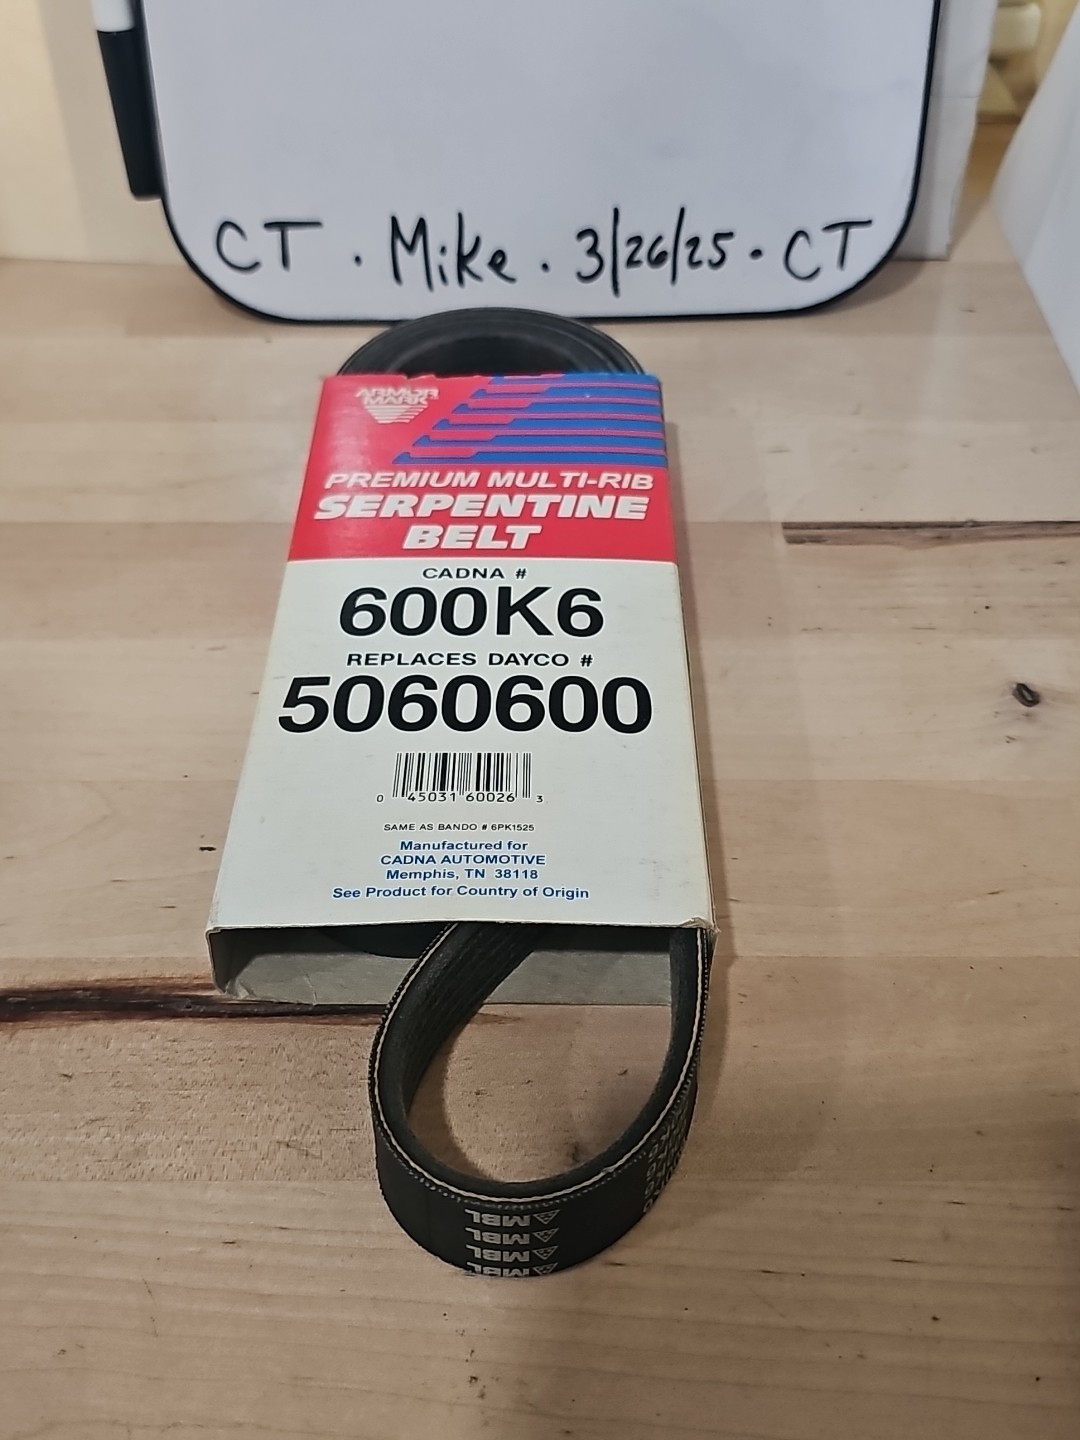 CT · Mike · 3/26/25 · CT
ARMOR
MARK
PREMIUM MULTI-RIB
SERPENTINE
BELT
CADNA #
600K6
REPLACES DAYCO #
5060600
0 45031 60026 3
SAME AS BANDO # 6PK1525
Manufactured for
CADNA AUTOMOTIVE
Memphis, TN 38118
See Product for Country of Origin
MBL
MBL
MBL
MBL